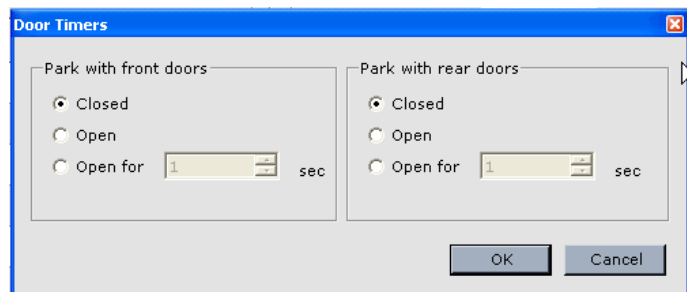 Door Timers
Park with front doors
Closed
Open
Open for 1 sec
Park with rear doors
Closed
Open
Open for 1 sec
OK Cancel